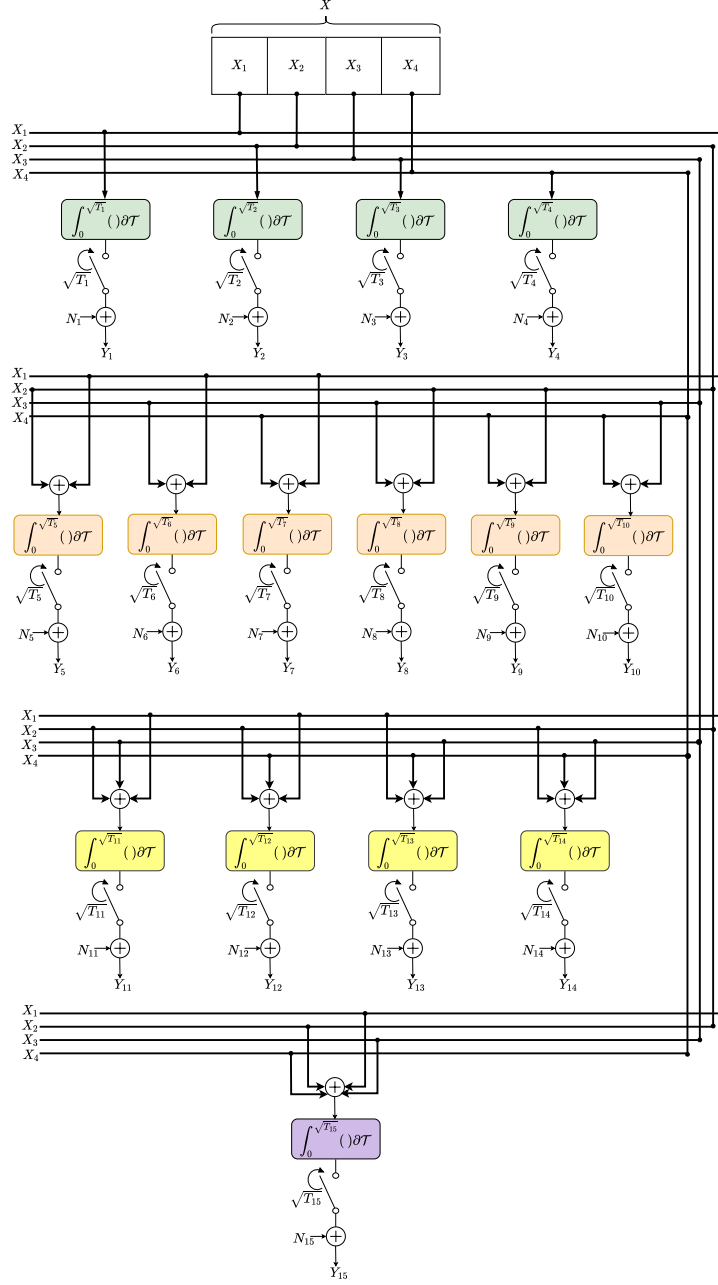 X
X₁ X₂ X₃ X₄
X₁
X₂
X₃
X₄
∫₀^√T₁ ( )∂𝒯 ∫₀^√T₂ ( )∂𝒯 ∫₀^√T₃ ( )∂𝒯 ∫₀^√T₄ ( )∂𝒯
√T₁ √T₂ √T₃ √T₄
N₁ + N₂ + N₃ + N₄ +
Y₁ Y₂ Y₃ Y₄
X₁
X₂
X₃
X₄
+ + + + + +
∫₀^√T₅ ( )∂𝒯 ∫₀^√T₆ ( )∂𝒯 ∫₀^√T₇ ( )∂𝒯 ∫₀^√T₈ ( )∂𝒯 ∫₀^√T₉ ( )∂𝒯 ∫₀^√T₁₀ ( )∂𝒯
√T₅ √T₆ √T₇ √T₈ √T₉ √T₁₀
N₅ + N₆ + N₇ + N₈ + N₉ + N₁₀ +
Y₅ Y₆ Y₇ Y₈ Y₉ Y₁₀
X₁
X₂
X₃
X₄
+ + + +
∫₀^√T₁₁ ( )∂𝒯 ∫₀^√T₁₂ ( )∂𝒯 ∫₀^√T₁₃ ( )∂𝒯 ∫₀^√T₁₄ ( )∂𝒯
√T₁₁ √T₁₂ √T₁₃ √T₁₄
N₁₁ + N₁₂ + N₁₃ + N₁₄ +
Y₁₁ Y₁₂ Y₁₃ Y₁₄
X₁
X₂
X₃
X₄
+
∫₀^√T₁₅ ( )∂𝒯
√T₁₅
N₁₅ +
Y₁₅